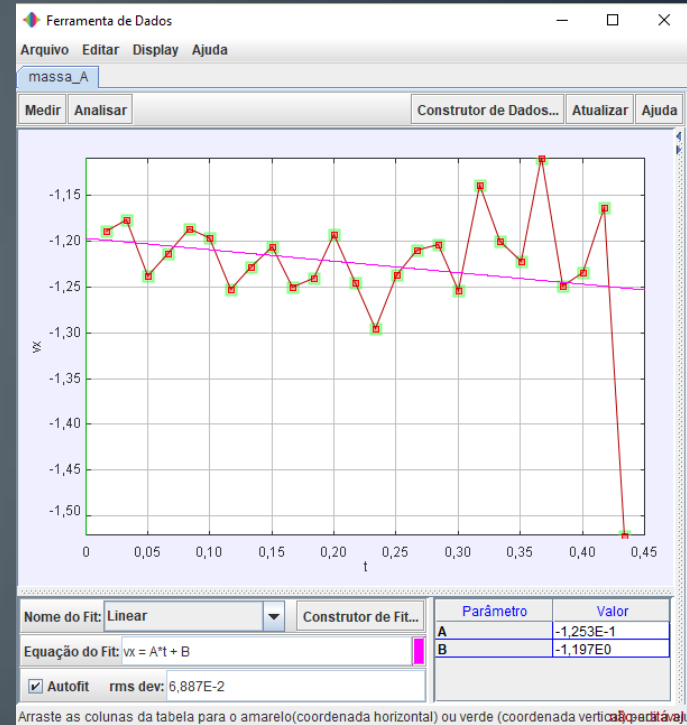 Ferramenta de Dados
Arquivo Editar Display Ajuda
massa_A
Medir Analisar Construtor de Dados... Atualizar Ajuda
-1,15
-1,20
-1,25
-1,30
-1,35
-1,40
-1,45
-1,50
vx
0 0,05 0,10 0,15 0,20 0,25 0,30 0,35 0,40 0,45
t
Nome do Fit: Linear Construtor de Fit...
Equação do Fit: vx = A*t + B
Autofit rms dev: 6,887E-2
Parâmetro Valor
A -1,253E-1
B -1,197E0
Arraste as colunas da tabela para o amarelo(coordenada horizontal) ou verde (coordenada